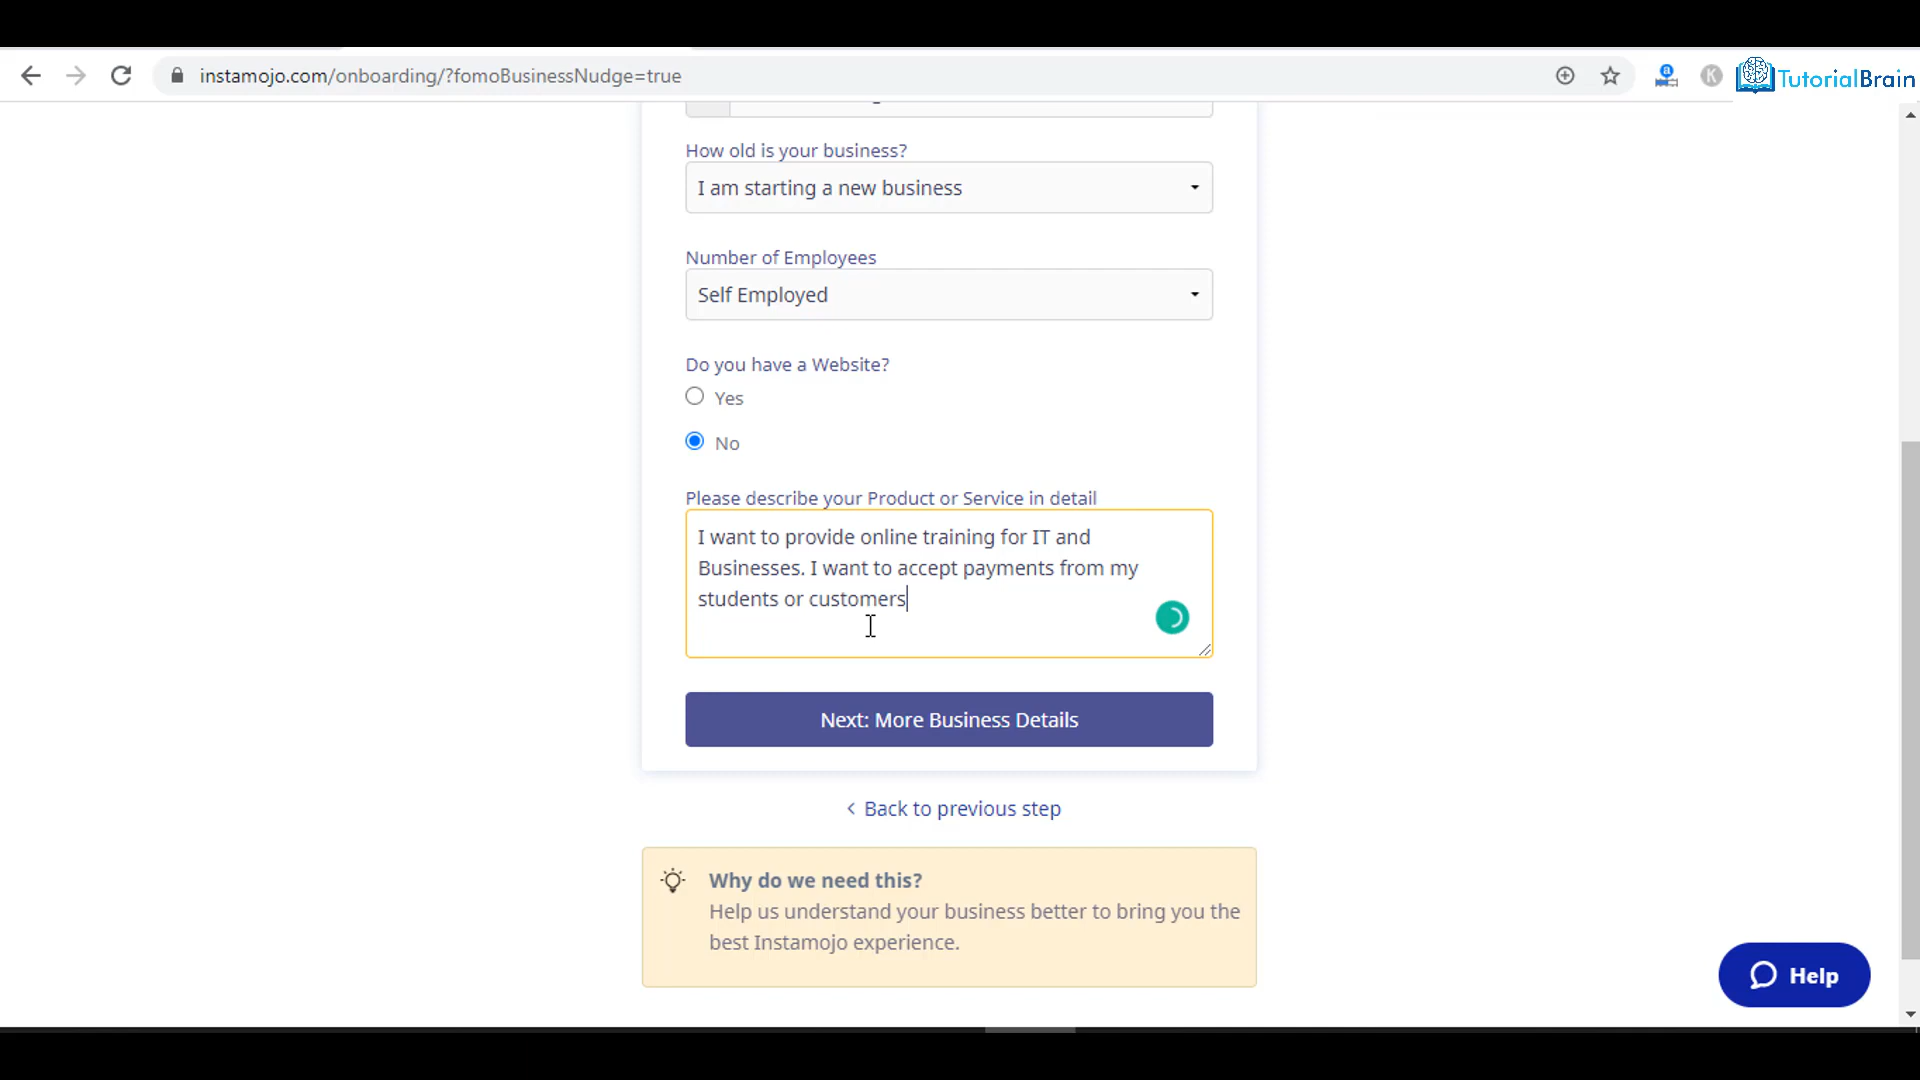 instamojo.com/onboarding/?fomoBusinessNudge=true
a
K
TutorialBrain
How old is your business?
I am starting a new business
Number of Employees
Self Employed
Do you have a Website?
Yes
No
Please describe your Product or Service in detail
I want to provide online training for IT and
Businesses. I want to accept payments from my
students or customers
Next: More Business Details
< Back to previous step
Why do we need this?
Help us understand your business better to bring you the
best Instamojo experience.
Help